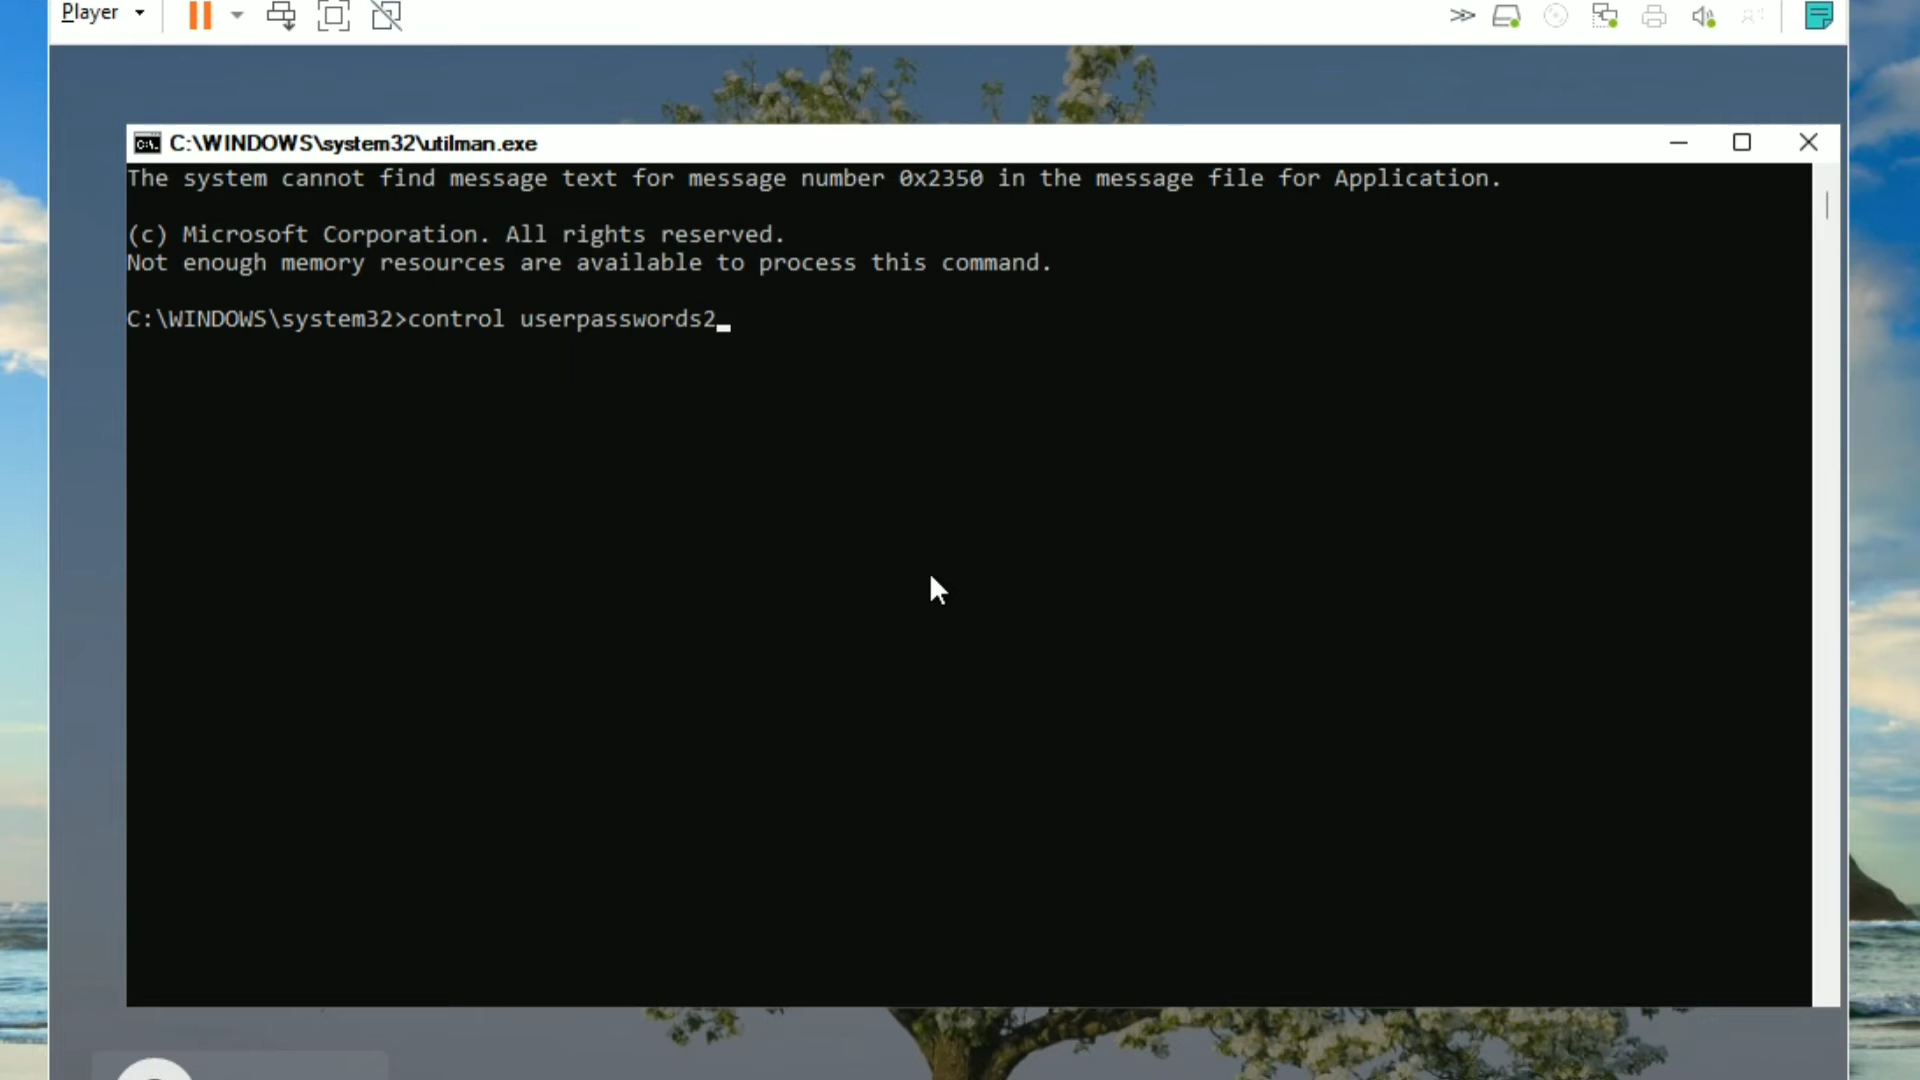 Player
C:\WINDOWS\system32\utilman.exe
The system cannot find message text for message number 0x2350 in the message file for Application.
(c) Microsoft Corporation. All rights reserved.
Not enough memory resources are available to process this command.
C:\WINDOWS\system32>control userpasswords2